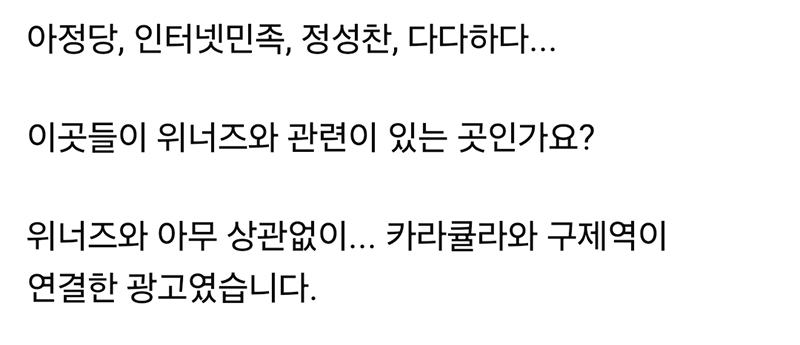 아정당, 인터넷민족, 정성찬, 다다하다...
이곳들이 위너즈와 관련이 있는 곳인가요?
위너즈와 아무 상관없이... 카라큘라와 구제역이
연결한 광고였습니다.